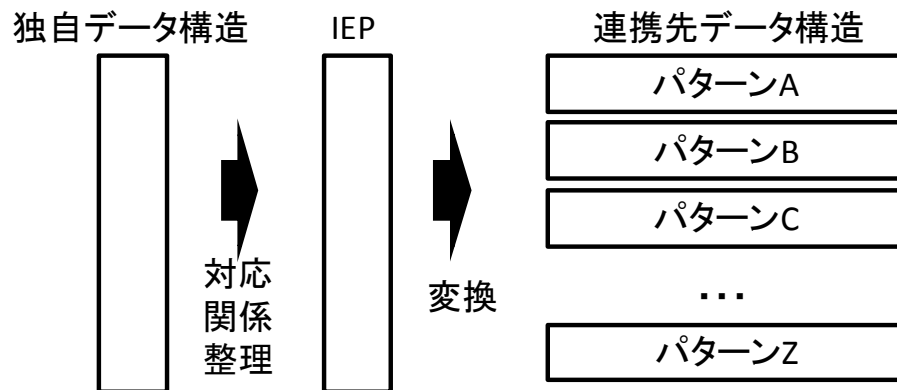 独自データ構造
IEP
連携先データ構造
パターンA
パターンB
パターンC
対応
関係
整理
変換
...
パターンZ